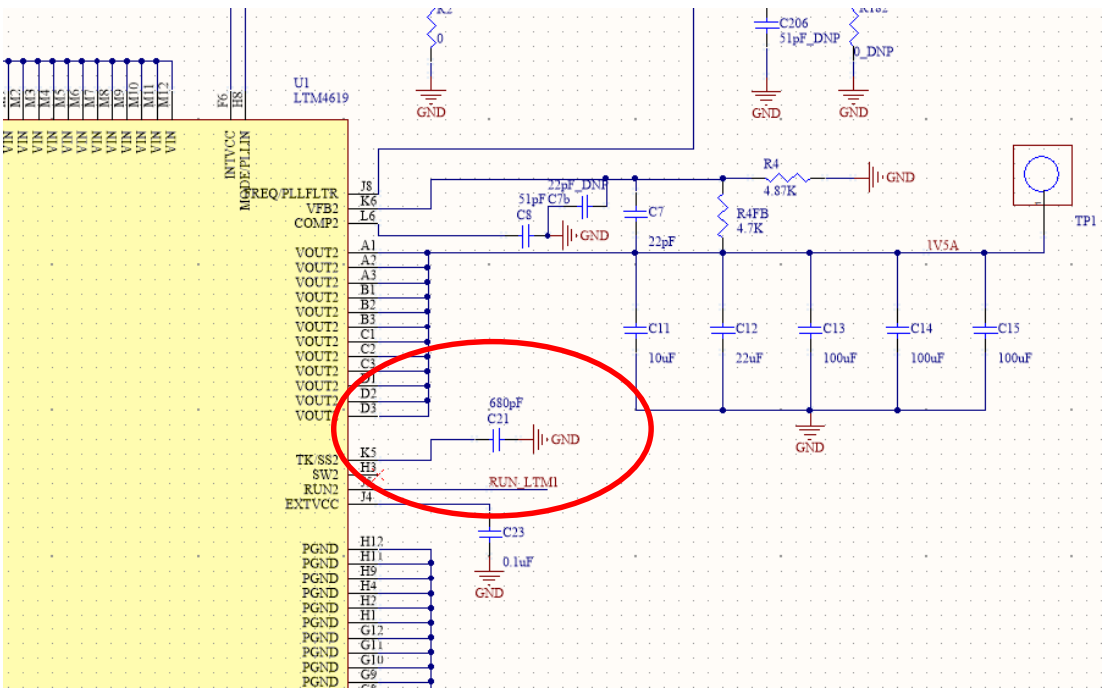 R2
0
C206
51pF_DNP
R182
0_DNP
GND
GND
GND
U1
LTM4619
M2
M3
M4
M5
M6
M7
M8
M9
M10
M11
M12
F6
H8
VIN
VIN
VIN
VIN
VIN
VIN
VIN
VIN
VIN
VIN
VIN
VIN
INTVCC
MODE/PLLIN
FREQ/PLLFLTR
J8
VFB2
K6
COMP2
L6
22pF_DNP
51pF C7b
C8
GND
C7
22pF
R4
4.87K
GND
R4FB
4.7K
TP1
1V5A
VOUT2 A1
VOUT2 A2
VOUT2 A3
VOUT2 B1
VOUT2 B2
VOUT2 B3
VOUT2 C1
VOUT2 C2
VOUT2 C3
VOUT2 D1
VOUT2 D2
VOUT D3
C11
10uF
C12
22uF
C13
100uF
C14
100uF
C15
100uF
GND
680pF
C21
GND
TK/SS2 K5
SW2 H3
RUN2
RUN_LTM1
EXTVCC J4
C23
0.1uF
GND
PGND H12
PGND H11
PGND H9
PGND H4
PGND H2
PGND H1
PGND G12
PGND G11
PGND G10
PGND G9